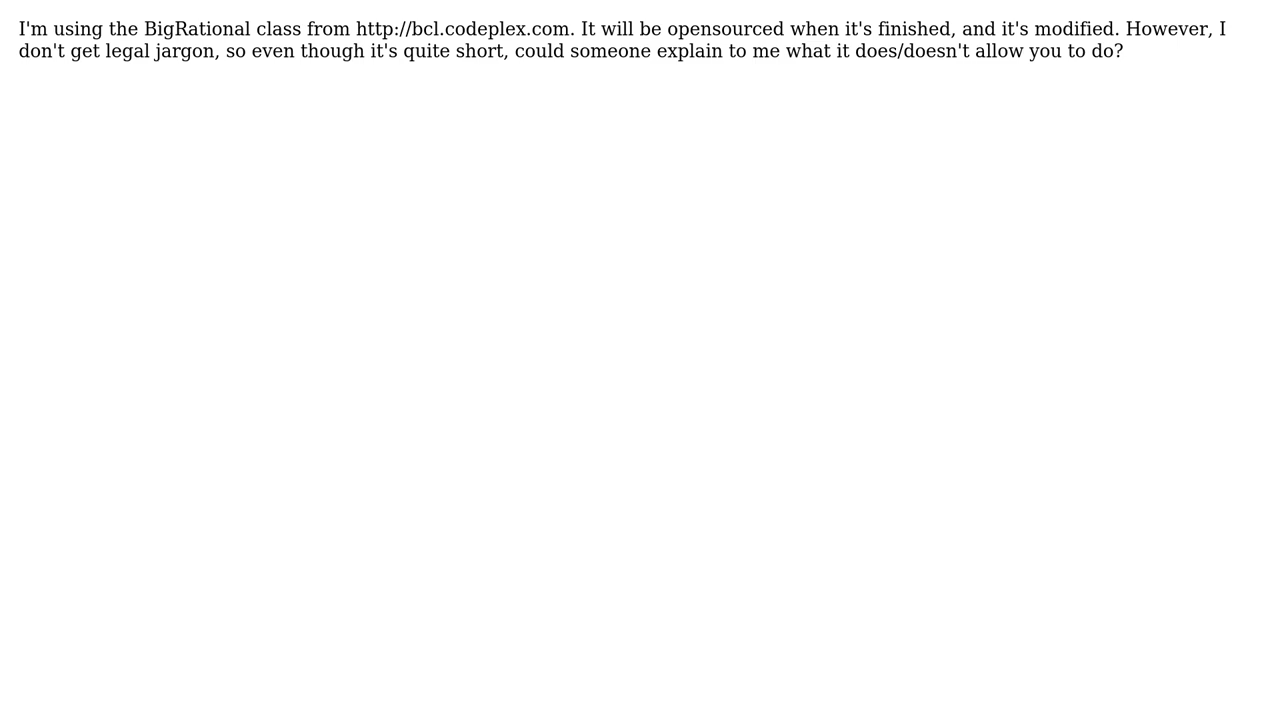 I'm using the BigRational class from http://bcl.codeplex.com. It will be opensourced when it's finished, and it's modified. However, I
don't get legal jargon, so even though it's quite short, could someone explain to me what it does/doesn't allow you to do?